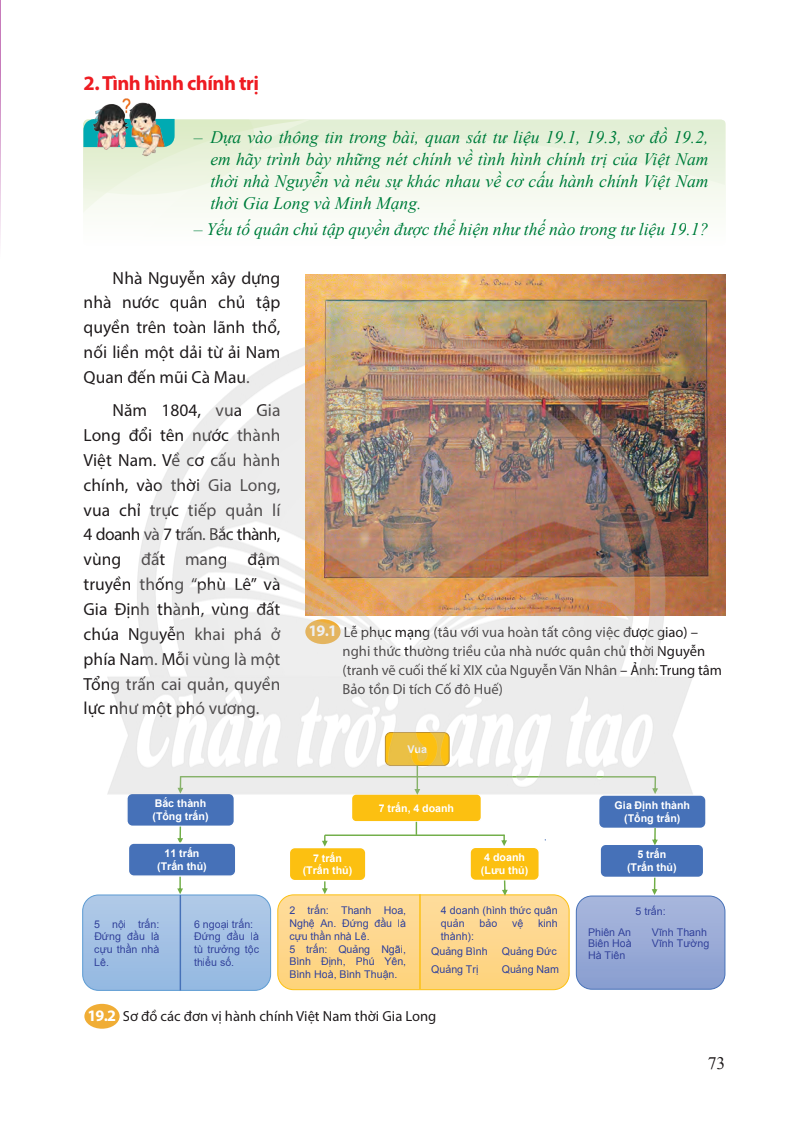 2. Tình hình chính trị
?
– Dựa vào thông tin trong bài, quan sát tư liệu 19.1, 19.3, sơ đồ 19.2,
em hãy trình bày những nét chính về tình hình chính trị của Việt Nam
thời nhà Nguyễn và nêu sự khác nhau về cơ cấu hành chính Việt Nam
thời Gia Long và Minh Mạng.
– Yếu tố quân chủ tập quyền được thể hiện như thế nào trong tư liệu 19.1?
Nhà Nguyễn xây dựng
nhà nước quân chủ tập
quyền trên toàn lãnh thổ,
nối liền một dải từ ải Nam
Quan đến mũi Cà Mau.
Năm 1804, vua Gia
Long đổi tên nước thành
Việt Nam. Về cơ cấu hành
chính, vào thời Gia Long,
vua chỉ trực tiếp quản lí
4 doanh và 7 trấn. Bắc thành,
vùng đất mang đậm
truyền thống “phù Lê” và
Gia Định thành, vùng đất
chúa Nguyễn khai phá ở
phía Nam. Mỗi vùng là một
Tổng trấn cai quản, quyền
lực như một phó vương.
19.1 Lễ phục mạng (tâu với vua hoàn tất công việc được giao) –
nghi thức thường triều của nhà nước quân chủ thời Nguyễn
(tranh vẽ cuối thế kỉ XIX của Nguyễn Văn Nhân – Ảnh: Trung tâm
Bảo tồn Di tích Cố đô Huế)
Chân trời sáng tạo
Vua
Bắc thành
(Tổng trấn)
7 trấn, 4 doanh
Gia Định thành
(Tổng trấn)
11 trấn
(Trấn thủ)
7 trấn
(Trấn thủ)
4 doanh
(Lưu thủ)
5 trấn
(Trấn thủ)
5 nội trấn:
Đứng đầu là
cựu thần nhà
Lê.
6 ngoại trấn:
Đứng đầu là
tù trưởng tộc
thiểu số.
2 trấn: Thanh Hoa,
Nghệ An. Đứng đầu là
cựu thần nhà Lê.
5 trấn: Quảng Ngãi,
Bình Định, Phú Yên,
Bình Hoà, Bình Thuận.
4 doanh (hình thức quân
quản bảo vệ kinh
thành):
Quảng Bình Quảng Đức
Quảng Trị Quảng Nam
5 trấn:
Phiên An Vĩnh Thanh
Biên Hoà Vĩnh Tường
Hà Tiên
19.2 Sơ đồ các đơn vị hành chính Việt Nam thời Gia Long
73